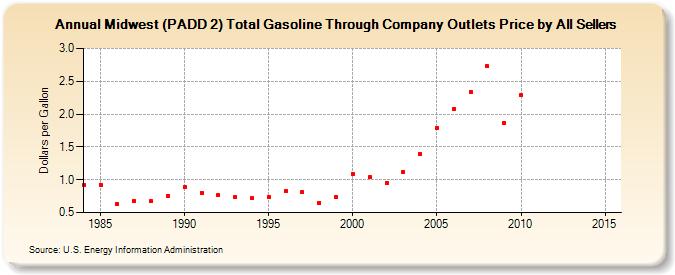 Annual Midwest (PADD 2) Total Gasoline Through Company Outlets Price by All Sellers
Dollars per Gallon
3.0
2.5
2.0
1.5
1.0
0.5
1985 1990 1995 2000 2005 2010 2015
Source: U.S. Energy Information Administration